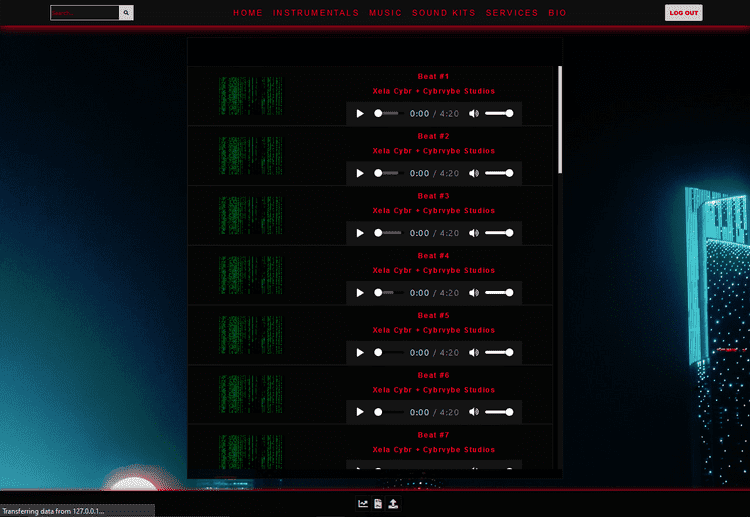 Search...
HOME INSTRUMENTALS MUSIC SOUND KITS SERVICES BIO
LOG OUT
Beat #1
Xela Cybr + Cybrvybe Studios
0:00 / 4:20
Beat #2
Xela Cybr + Cybrvybe Studios
0:00 / 4:20
Beat #3
Xela Cybr + Cybrvybe Studios
0:00 / 4:20
Beat #4
Xela Cybr + Cybrvybe Studios
0:00 / 4:20
Beat #5
Xela Cybr + Cybrvybe Studios
0:00 / 4:20
Beat #6
Xela Cybr + Cybrvybe Studios
0:00 / 4:20
Beat #7
Xela Cybr + Cybrvybe Studios
Transferring data from 127.0.0.1...